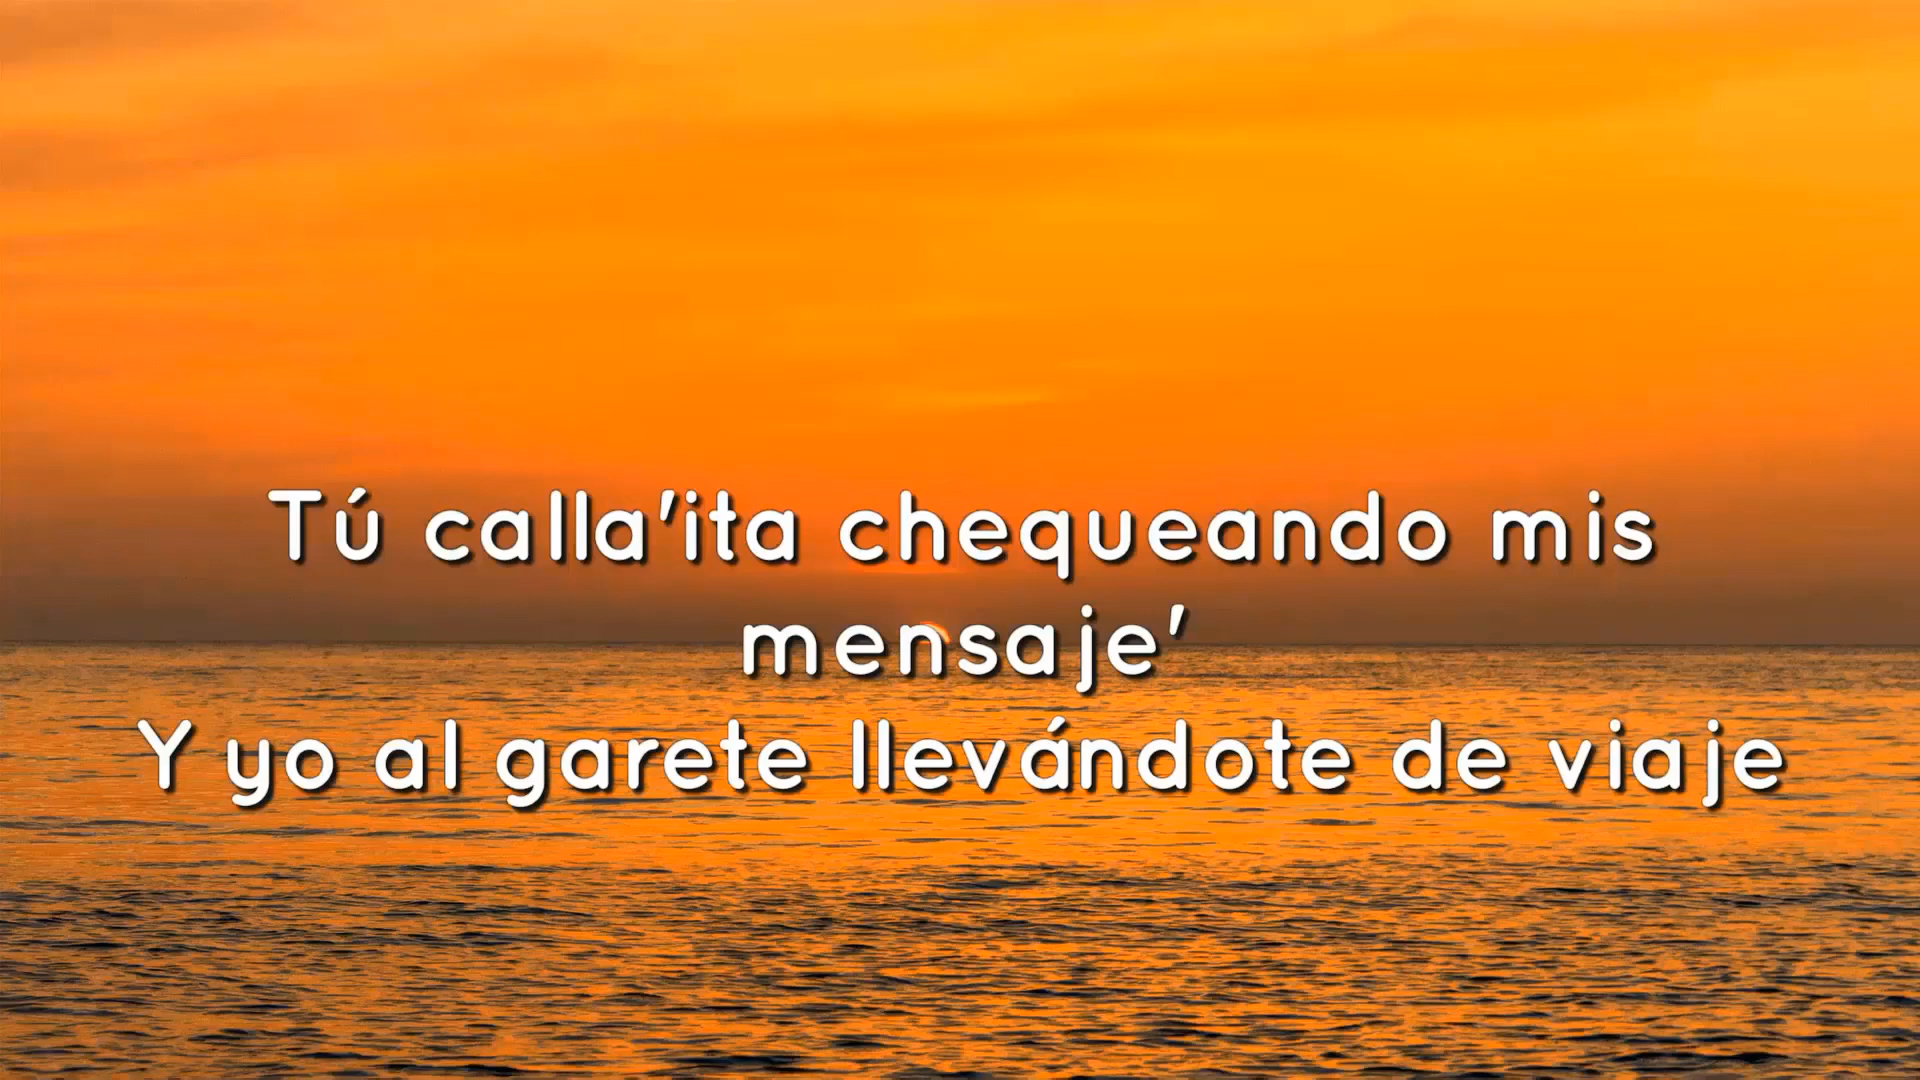 Tú calla'ita chequeando mis
mensaje'
Y yo al garete llevándote de viaje